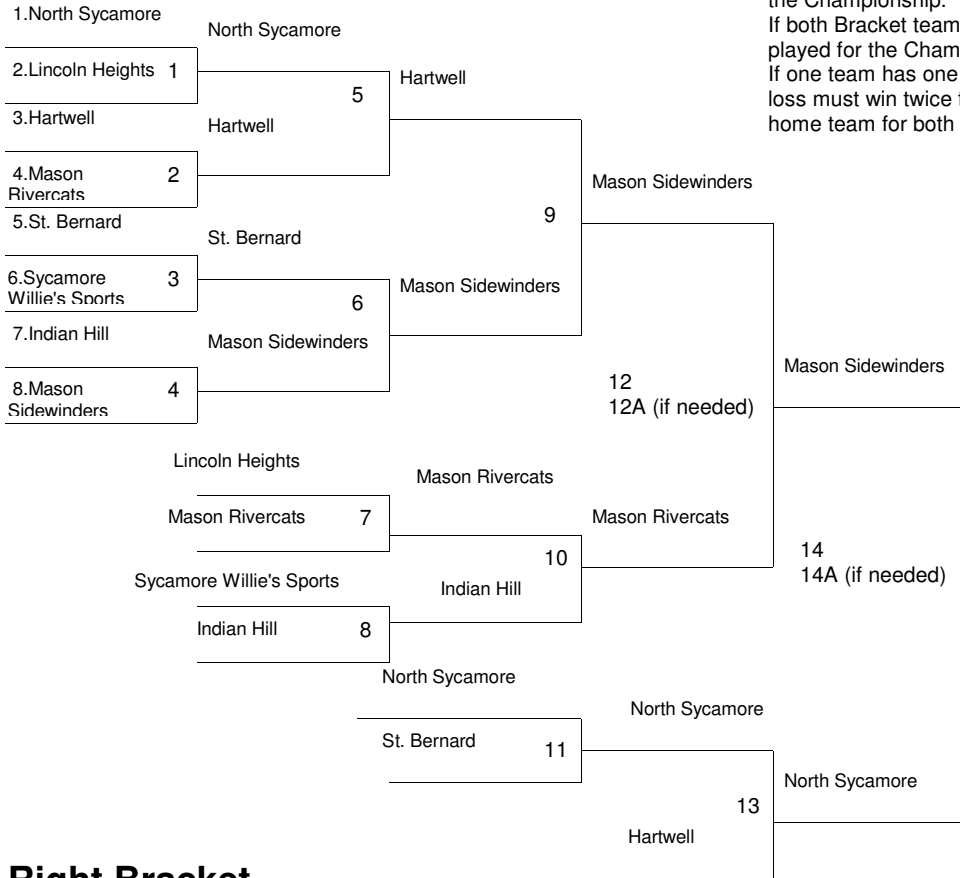 the Championship.
If both Bracket team
played for the Cham
If one team has one
loss must win twice
home team for both
1.North Sycamore
North Sycamore
2.Lincoln Heights 1
5
Hartwell
3.Hartwell
Hartwell
4.Mason 2
Rivercats
Mason Sidewinders
9
5.St. Bernard
St. Bernard
6.Sycamore 3
Willie's Sports
Mason Sidewinders
6
7.Indian Hill
Mason Sidewinders
8.Mason 4
Sidewinders
12
12A (if needed)
Mason Sidewinders
Lincoln Heights
Mason Rivercats
Mason Rivercats 7
Mason Rivercats
10
Sycamore Willie's Sports
Indian Hill
14
14A (if needed)
Indian Hill 8
North Sycamore
North Sycamore
St. Bernard 11
North Sycamore
13
Hartwell
Right Bracket